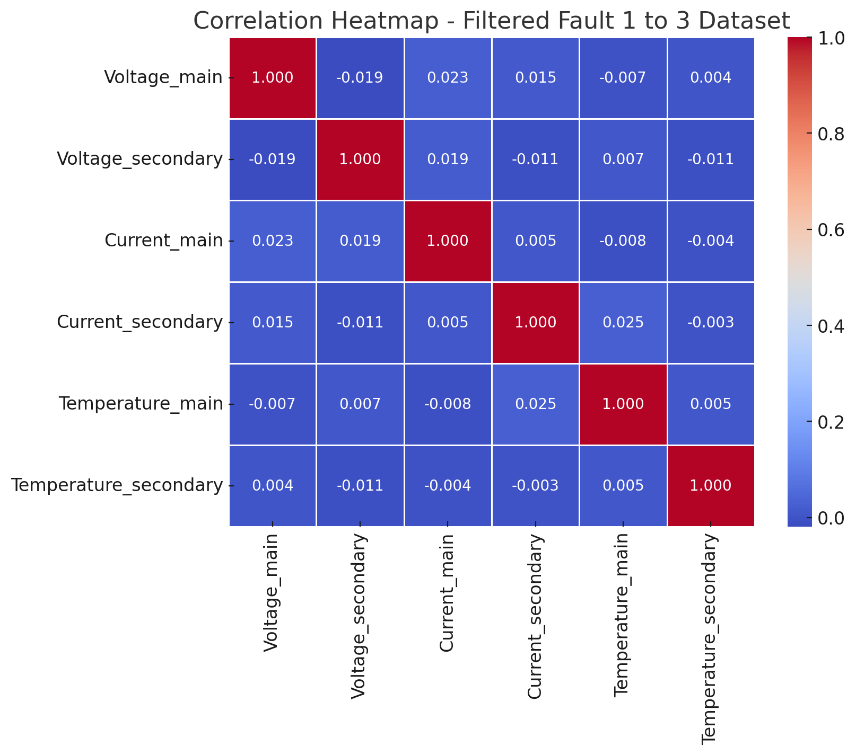 Correlation Heatmap - Filtered Fault 1 to 3 Dataset
Voltage_main 1.000 -0.019 0.023 0.015 -0.007 0.004
Voltage_secondary -0.019 1.000 0.019 -0.011 0.007 -0.011
Current_main 0.023 0.019 1.000 0.005 -0.008 -0.004
Current_secondary 0.015 -0.011 0.005 1.000 0.025 -0.003
Temperature_main -0.007 0.007 -0.008 0.025 1.000 0.005
Temperature_secondary 0.004 -0.011 -0.004 -0.003 0.005 1.000
Voltage_main
Voltage_secondary
Current_main
Current_secondary
Temperature_main
Temperature_secondary
1.0
0.8
0.6
0.4
0.2
0.0